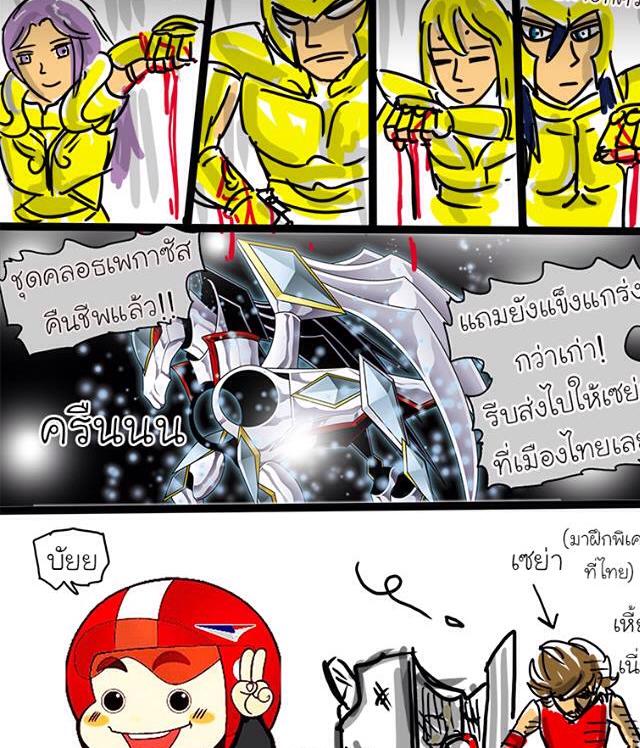 ชุดคลอธเพกาซัส
คืนชีพแล้ว!!
แถมยังแข็งแกร่ง
กว่าเก่า!
รีบส่งไปให้เซย่
ที่เมืองไทยเล
ครืนนน
บัยย
(มาฝึกพิเศ
ที่ไทย)
เซย่า